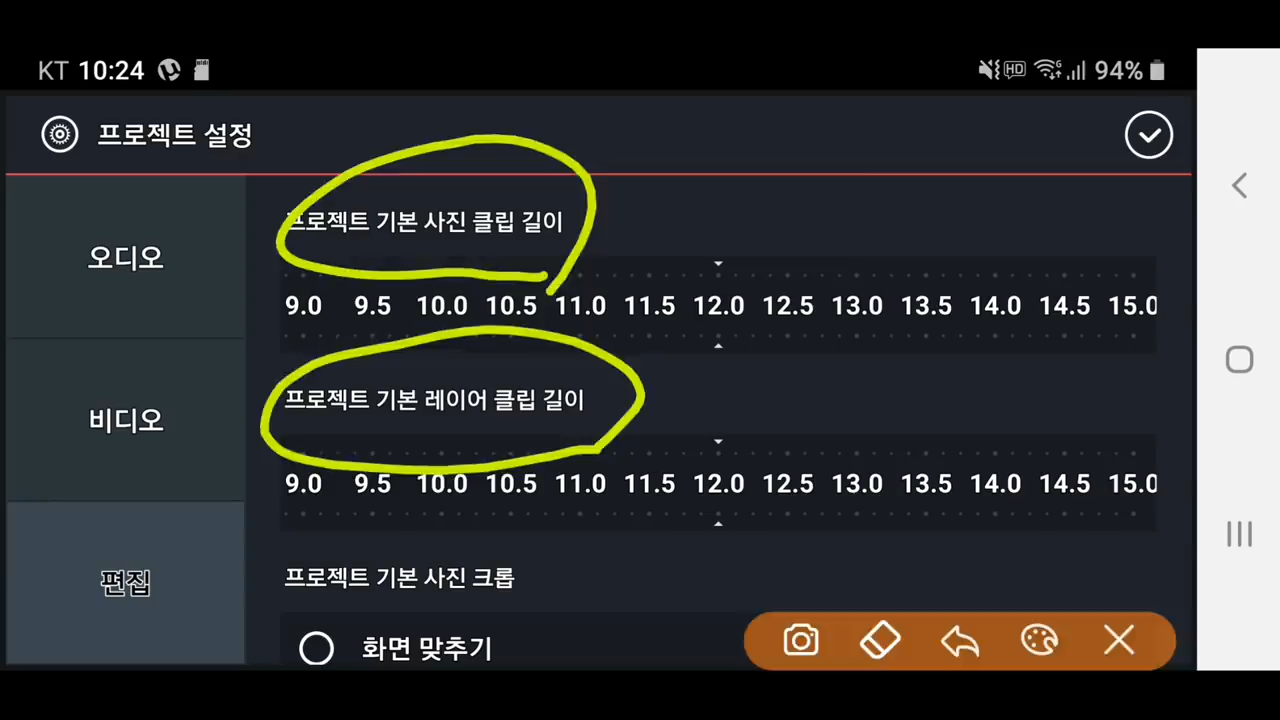 KT 10:24 HD 94%
프로젝트 설정
오디오
비디오
편집
프로젝트 기본 사진 클립 길이
9.0 9.5 10.0 10.5 11.0 11.5 12.0 12.5 13.0 13.5 14.0 14.5 15.0
프로젝트 기본 레이어 클립 길이
9.0 9.5 10.0 10.5 11.0 11.5 12.0 12.5 13.0 13.5 14.0 14.5 15.0
프로젝트 기본 사진 크롭
화면 맞추기